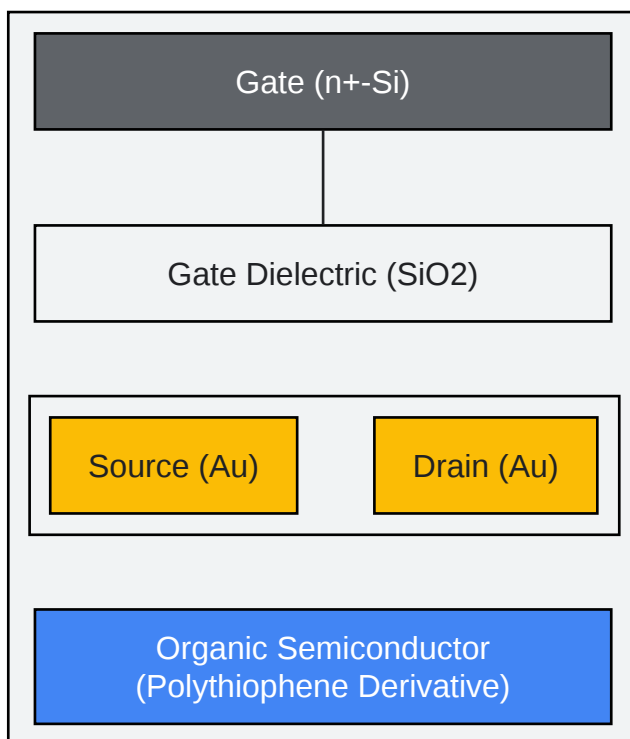 Gate (n+-Si)
Gate Dielectric (SiO2)
Source (Au)
Drain (Au)
Organic Semiconductor
(Polythiophene Derivative)